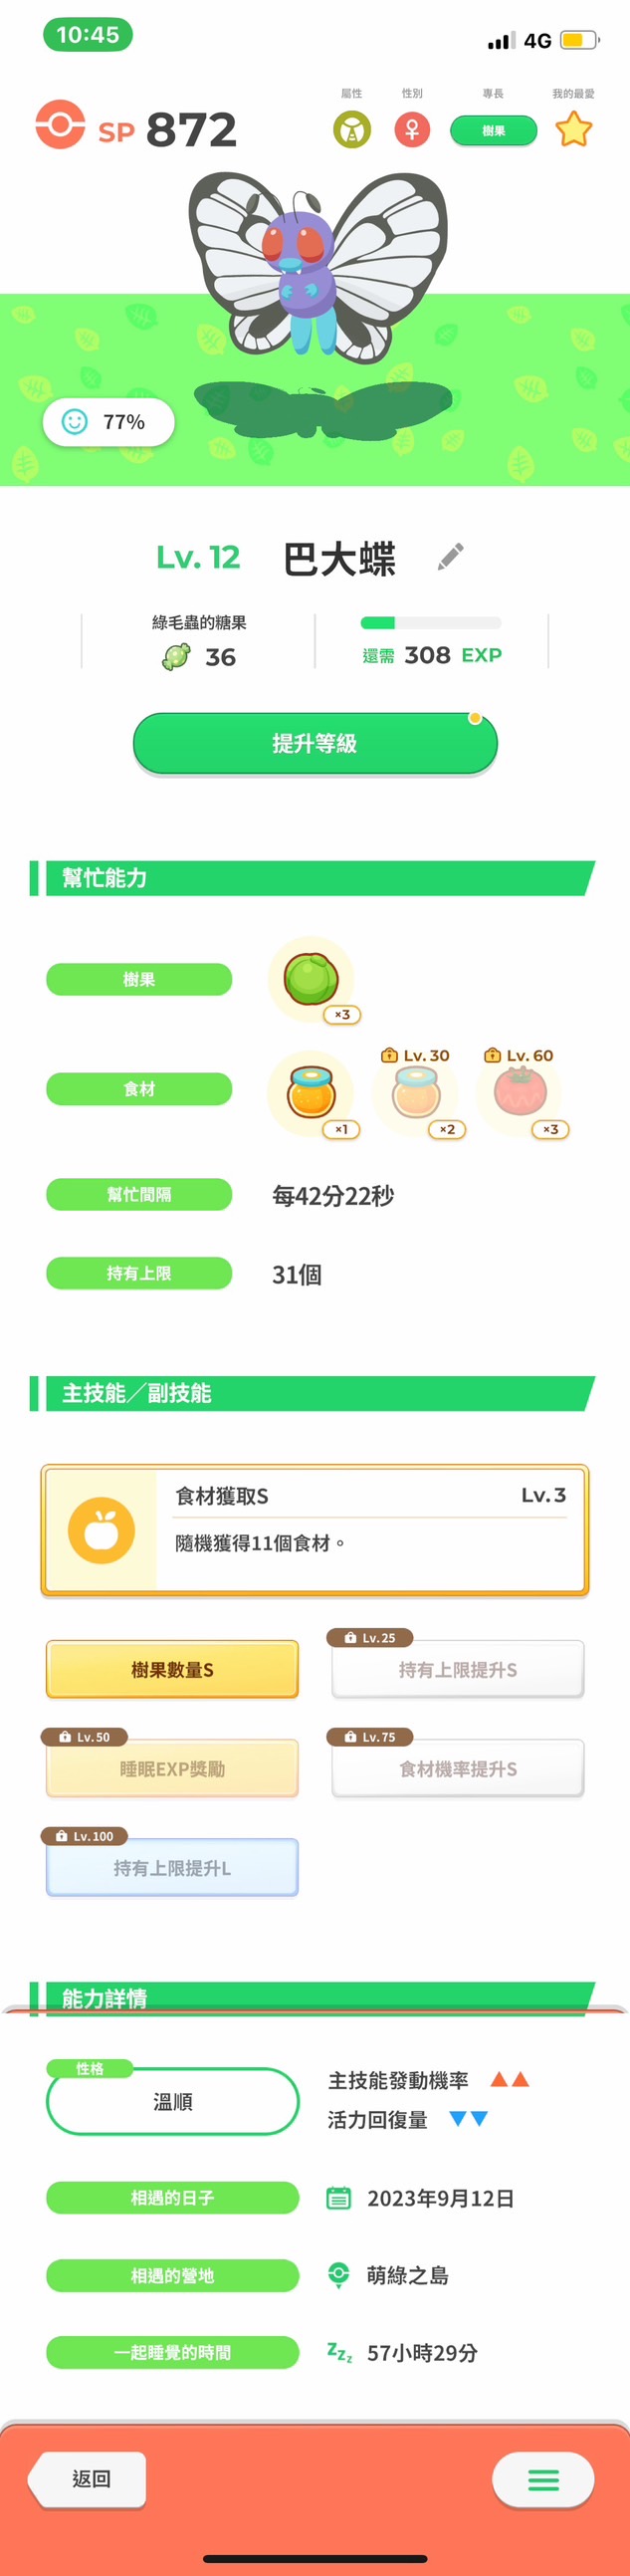 10:45
4G
屬性
性別
專長
我的最愛
SP 872
樹果
77%
Lv. 12 巴大蝶
綠毛蟲的糖果
36
還需 308 EXP
提升等級
幫忙能力
樹果
×3
食材
×1
Lv. 30
×2
Lv. 60
×3
幫忙間隔
每42分22秒
持有上限
31個
主技能／副技能
食材獲取S
Lv. 3
隨機獲得11個食材。
樹果數量S
Lv. 25
持有上限提升S
Lv. 50
睡眠EXP獎勵
Lv. 75
食材機率提升S
Lv. 100
持有上限提升L
能力詳情
性格
溫順
主技能發動機率
活力回復量
相遇的日子
2023年9月12日
相遇的營地
萌綠之島
一起睡覺的時間
zzz
57小時29分
返回